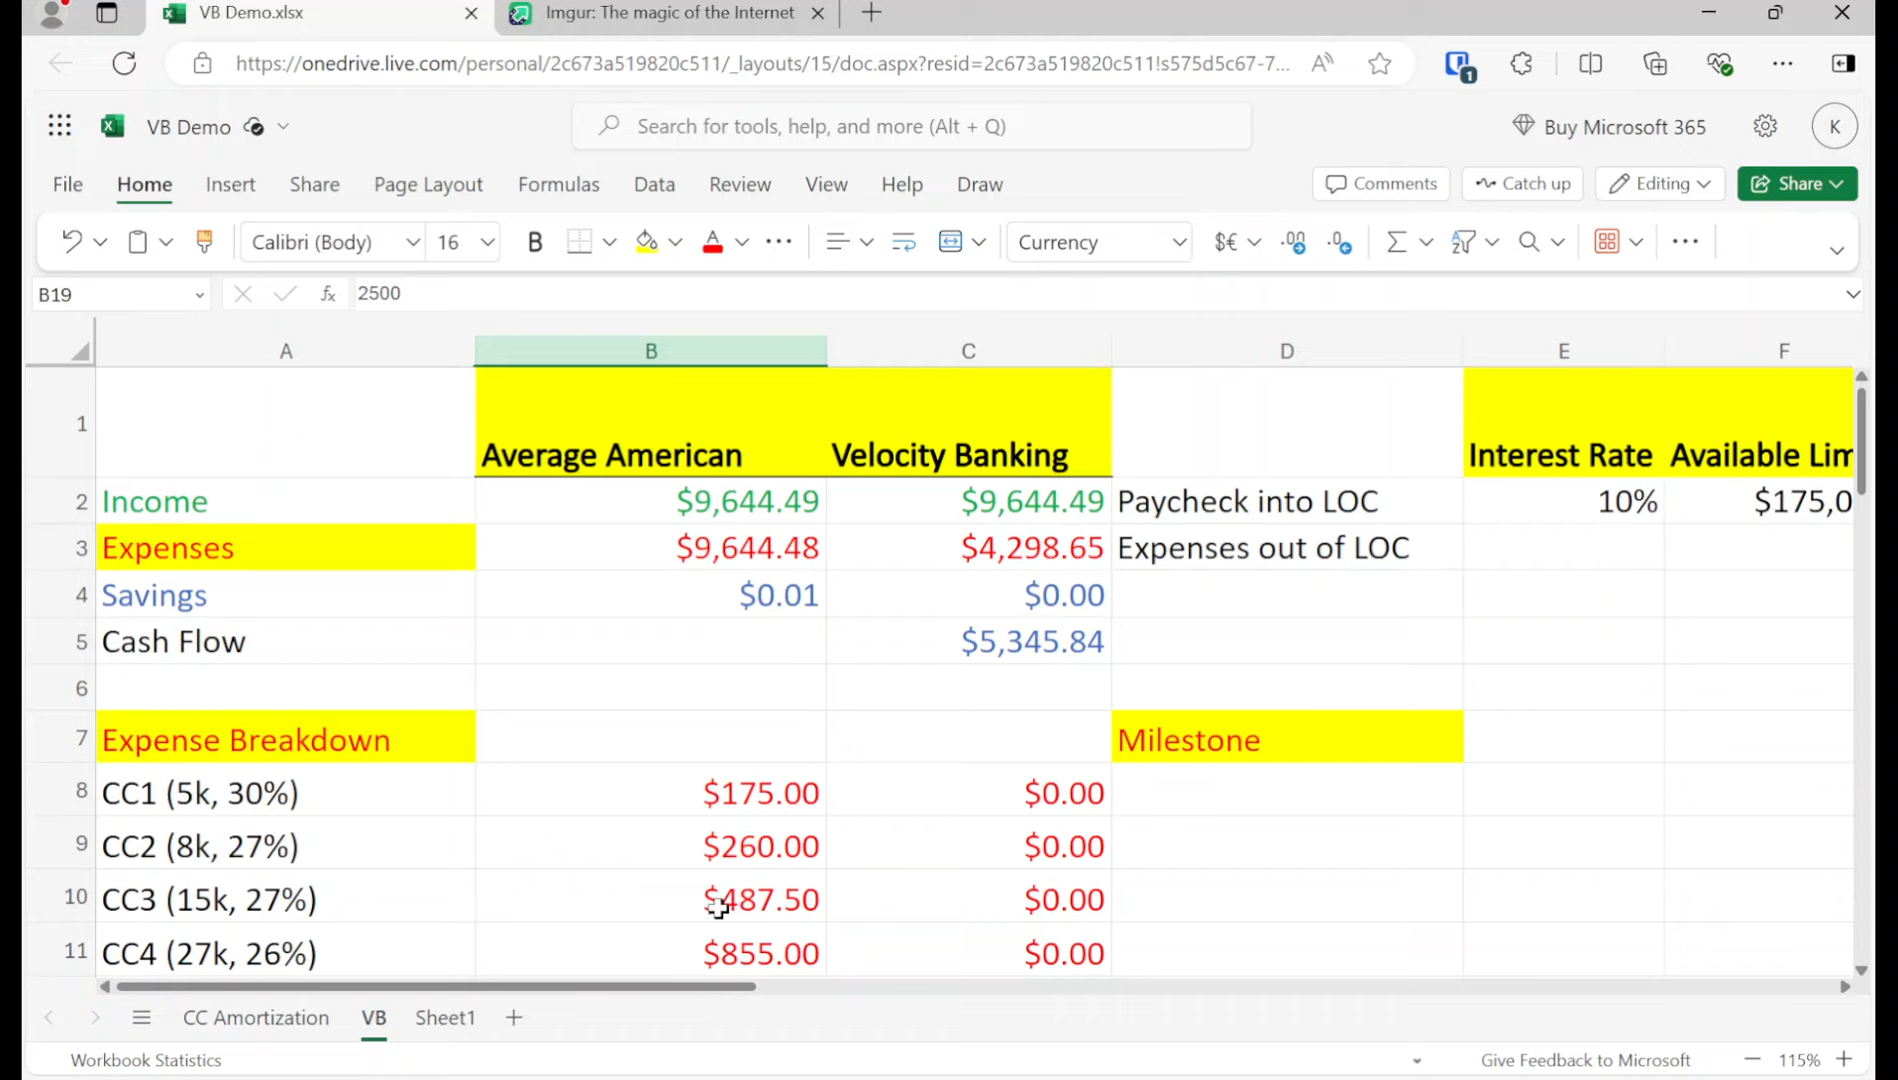 VB Demo.xlsx
Imgur: The magic of the Internet
https://onedrive.live.com/personal/2c673a519820c511/_layouts/15/doc.aspx?resid=2c673a519820c511!s575d5c67-7...
1
VB Demo
Search for tools, help, and more (Alt + Q)
Buy Microsoft 365
K
File Home Insert Share Page Layout Formulas Data Review View Help Draw
Comments Catch up Editing Share
Calibri (Body) 16 B A Currency $€
B19 fx 2500
A B C D E F
1 Average American Velocity Banking Interest Rate Available Lim
2 Income $9,644.49 $9,644.49 Paycheck into LOC 10% $175,0
3 Expenses $9,644.48 $4,298.65 Expenses out of LOC
4 Savings $0.01 $0.00
5 Cash Flow $5,345.84
6
7 Expense Breakdown Milestone
8 CC1 (5k, 30%) $175.00 $0.00
9 CC2 (8k, 27%) $260.00 $0.00
10 CC3 (15k, 27%) $487.50 $0.00
11 CC4 (27k, 26%) $855.00 $0.00
CC Amortization VB Sheet1
Workbook Statistics Give Feedback to Microsoft 115%